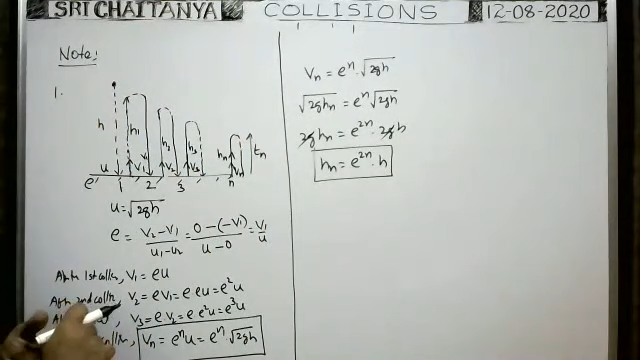 SRI CHAITANYA COLLISIONS 12-08-2020
Note:
1.
h h1 h2 h3 hn tn
u v1 v2 v3 vn
e 1 2 3 n
u = √2gh
e = (V2 - V1)/(u1 - u2) = (0 - (-V1))/(u - 0) = V1/u
After 1st colln, V1 = eu
After 2nd colln, V2 = eV1 = e eu = e²u
, V3 = e V2 = e e²u = e³u
Vn = eⁿu = eⁿ √2gh
Vn = eⁿ · √2gh
√2ghn = eⁿ √2gh
2ghn = e²ⁿ · 2gh
hn = e²ⁿ · h